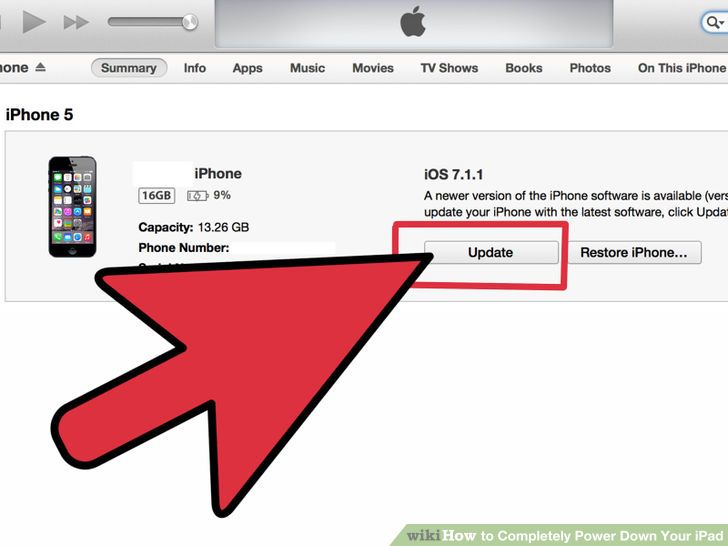 none
Summary Info Apps Music Movies TV Shows Books Photos On This iPhone
iPhone 5
iPhone
16GB 9%
Capacity: 13.26 GB
Phone Number:
iOS 7.1.1
A newer version of the iPhone software is available (vers
update your iPhone with the latest software, click Updat
Update Restore iPhone...
wikiHow to Completely Power Down Your iPad